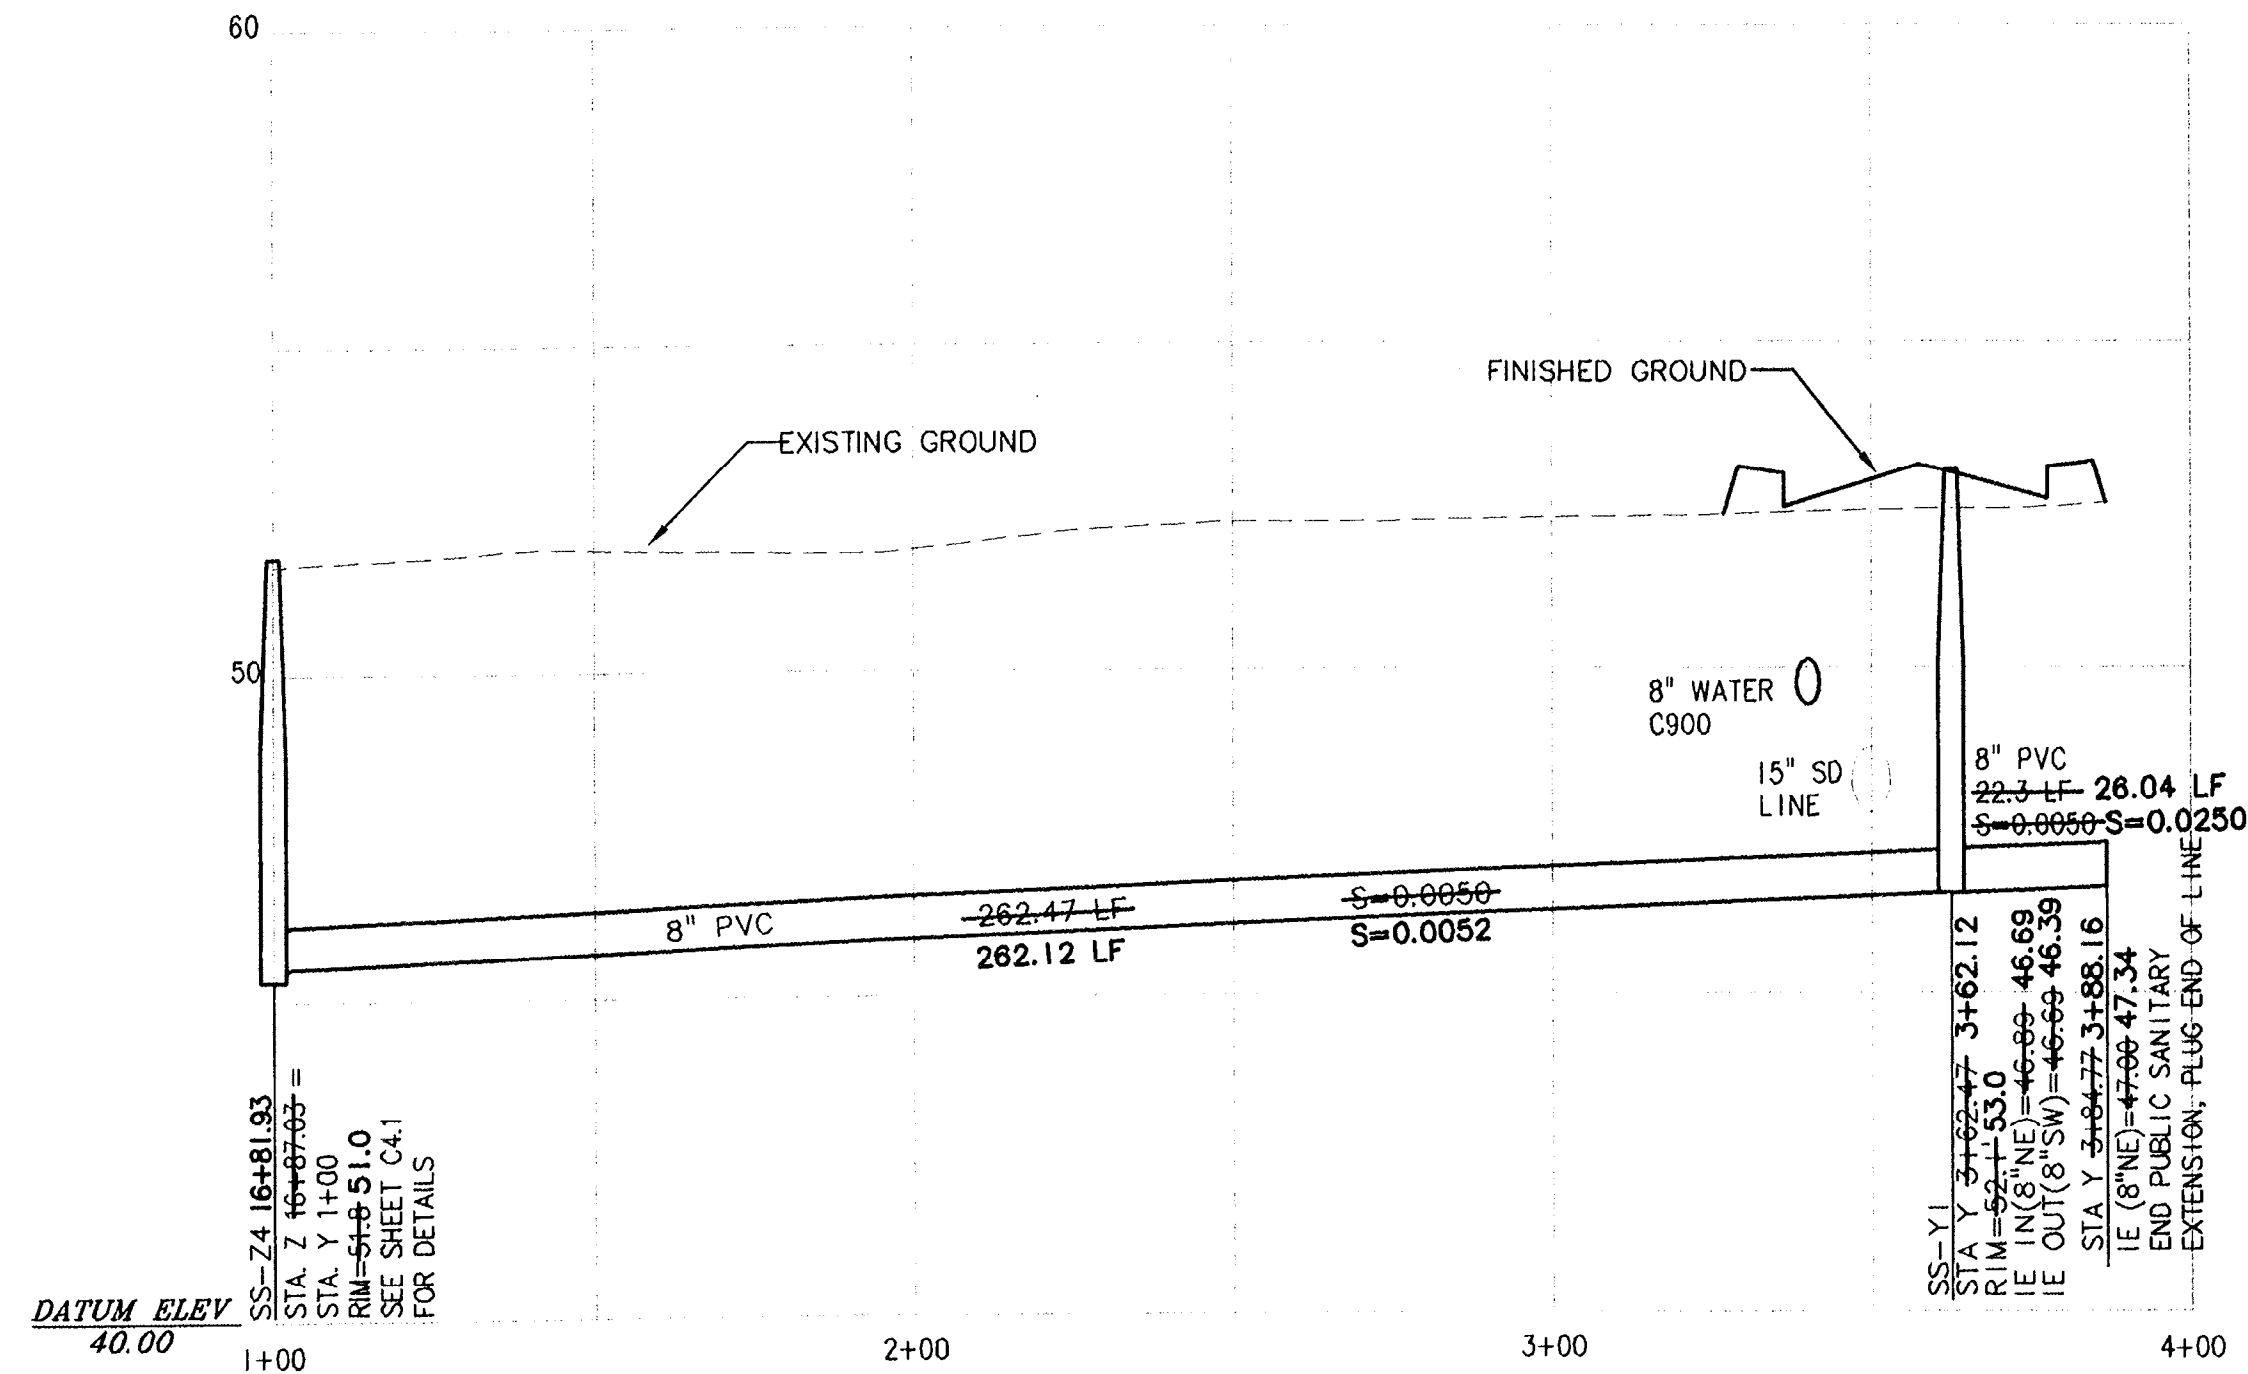 60
FINISHED GROUND
EXISTING GROUND
50
8" WATER
C900
15" SD
LINE
8" PVC
22.3 LF 26.04 LF
S=0.0050 S=0.0250
8" PVC
262.47 LF
262.12 LF
S=0.0050
S=0.0052
SS-Z4 16+81.93
STA. Z 16+87.03 =
STA. Y 1+00
RIM=51.8 51.0
SEE SHEET C4.1
FOR DETAILS
SS-Y1
STA Y 3+62.47 3+62.12
RIM=52.1' 53.0
IE IN(8"NE)=46.89 46.69
IE OUT(8"SW)=46.69 46.39
STA Y 3+84.77 3+88.16
IE (8"NE)=47.00 47.34
END PUBLIC SANITARY
EXTENSION, PLUG END OF LINE
DATUM ELEV
40.00
1+00
2+00
3+00
4+00